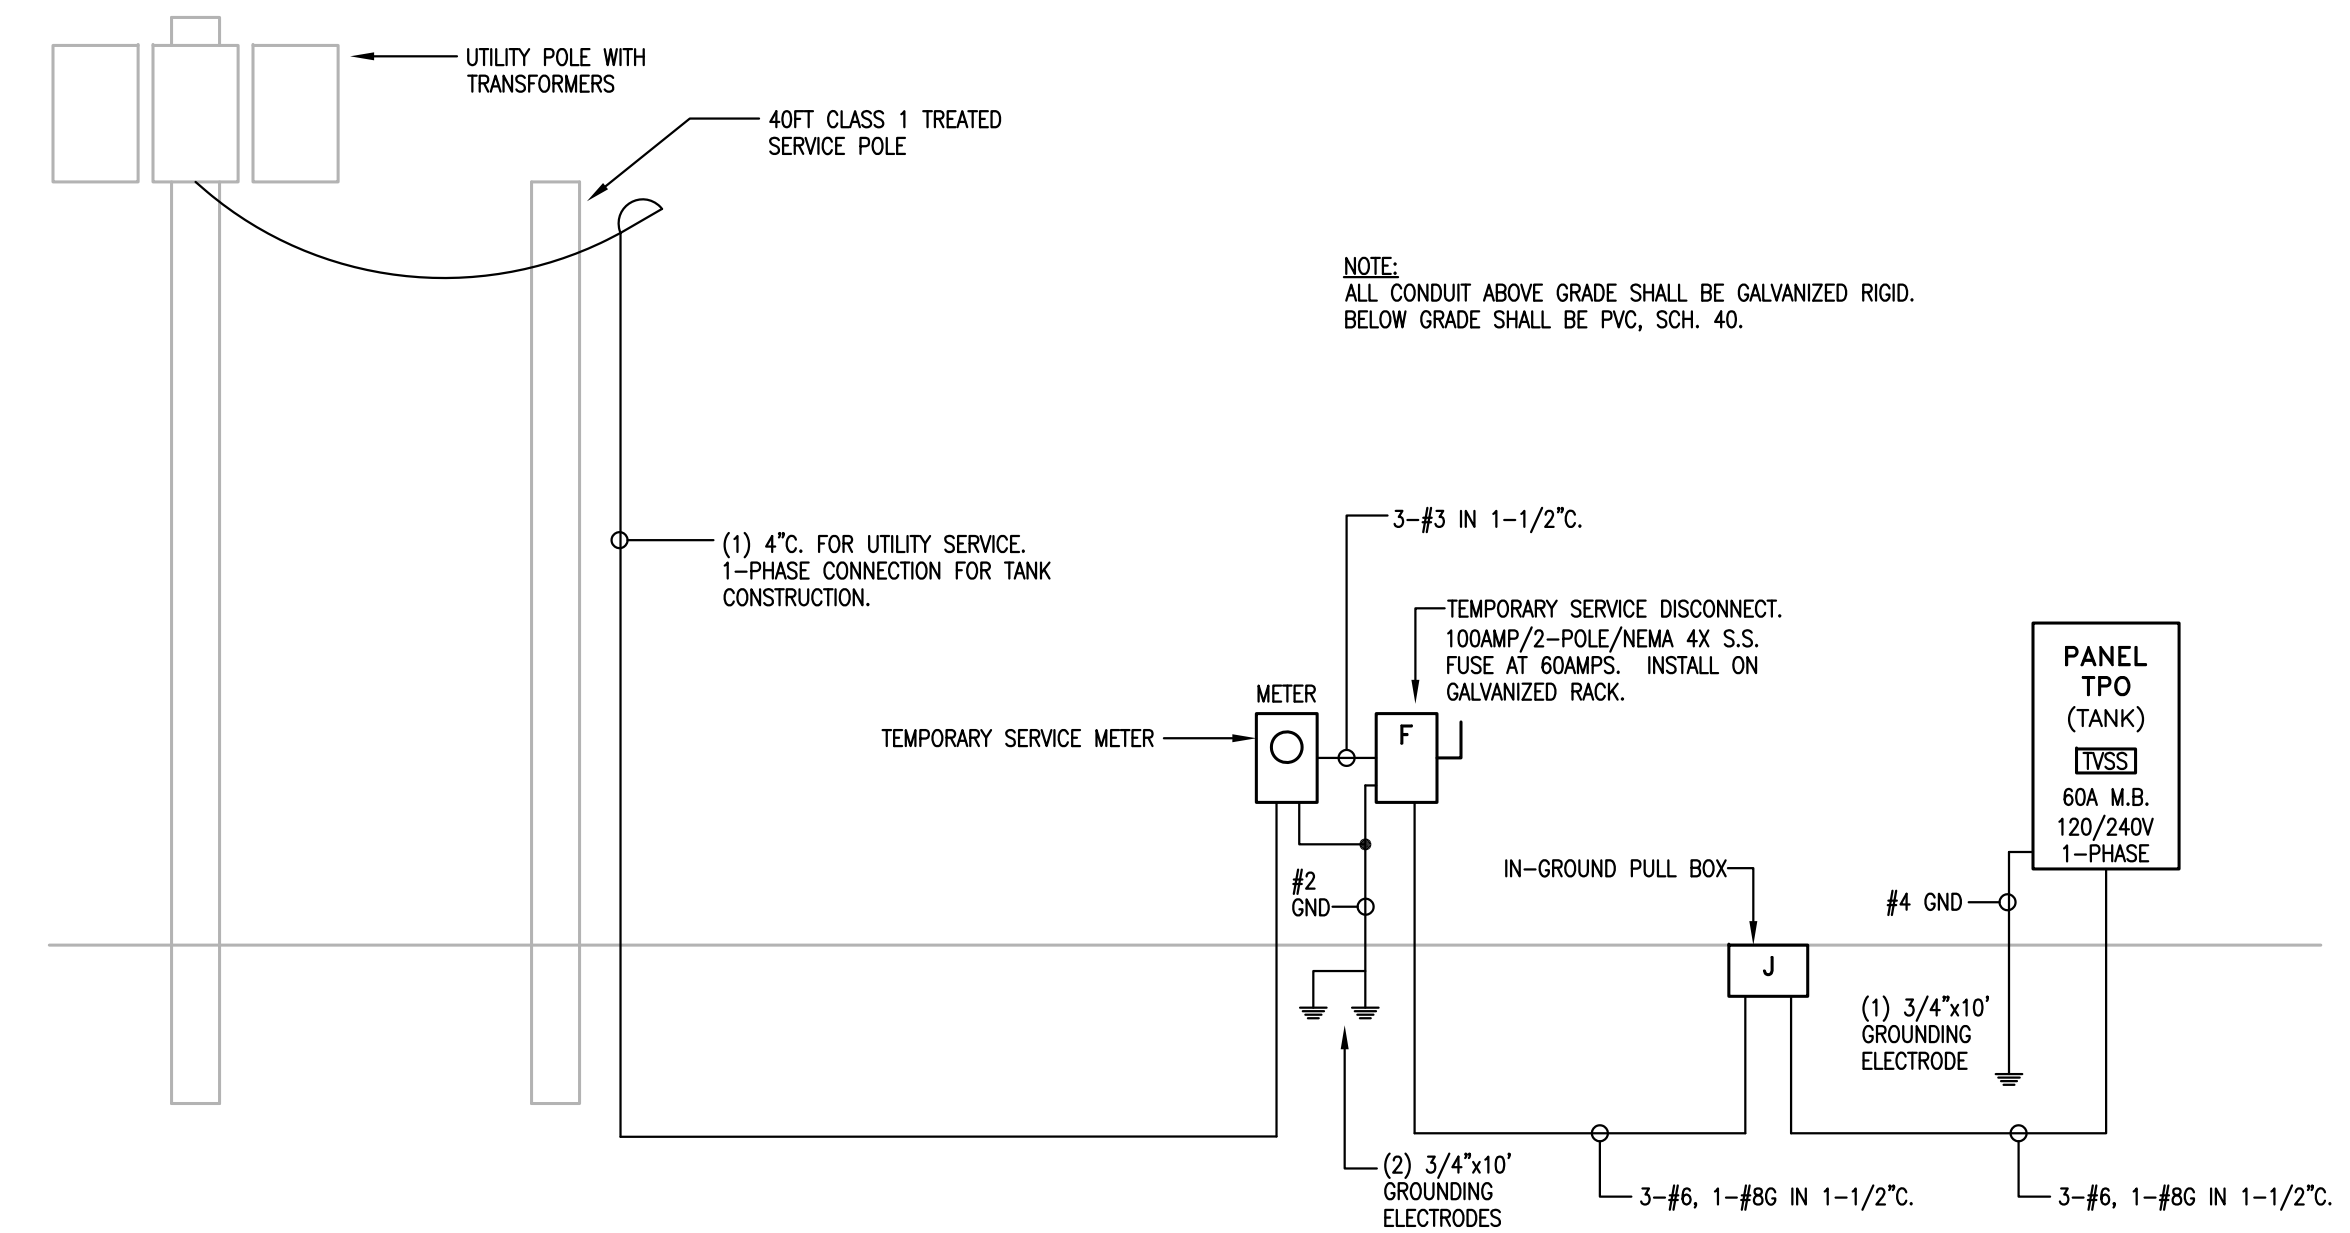 UTILITY POLE WITH
TRANSFORMERS
40FT CLASS 1 TREATED
SERVICE POLE
NOTE:
ALL CONDUIT ABOVE GRADE SHALL BE GALVANIZED RIGID.
BELOW GRADE SHALL BE PVC, SCH. 40.
(1) 4"C. FOR UTILITY SERVICE.
1-PHASE CONNECTION FOR TANK
CONSTRUCTION.
3-#3 IN 1-1/2"C.
TEMPORARY SERVICE DISCONNECT.
100AMP/2-POLE/NEMA 4X S.S.
FUSE AT 60AMPS. INSTALL ON
GALVANIZED RACK.
METER
TEMPORARY SERVICE METER
F
PANEL
TPO
(TANK)
TVSS
60A M.B.
120/240V
1-PHASE
#2
GND
IN-GROUND PULL BOX
#4 GND
J
(1) 3/4"x10'
GROUNDING
ELECTRODE
(2) 3/4"x10'
GROUNDING
ELECTRODES
3-#6, 1-#8G IN 1-1/2"C.
3-#6, 1-#8G IN 1-1/2"C.